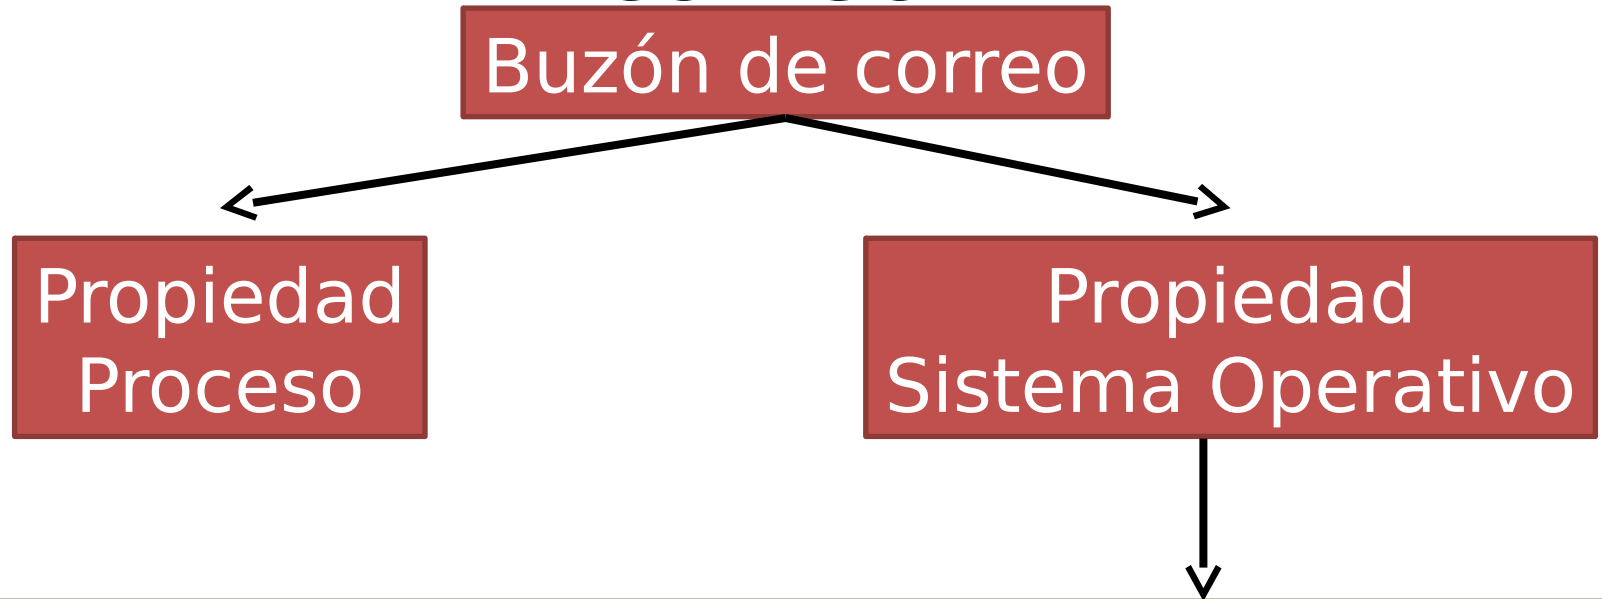 Buzón de correo
Propiedad
Proceso
Propiedad
Sistema Operativo